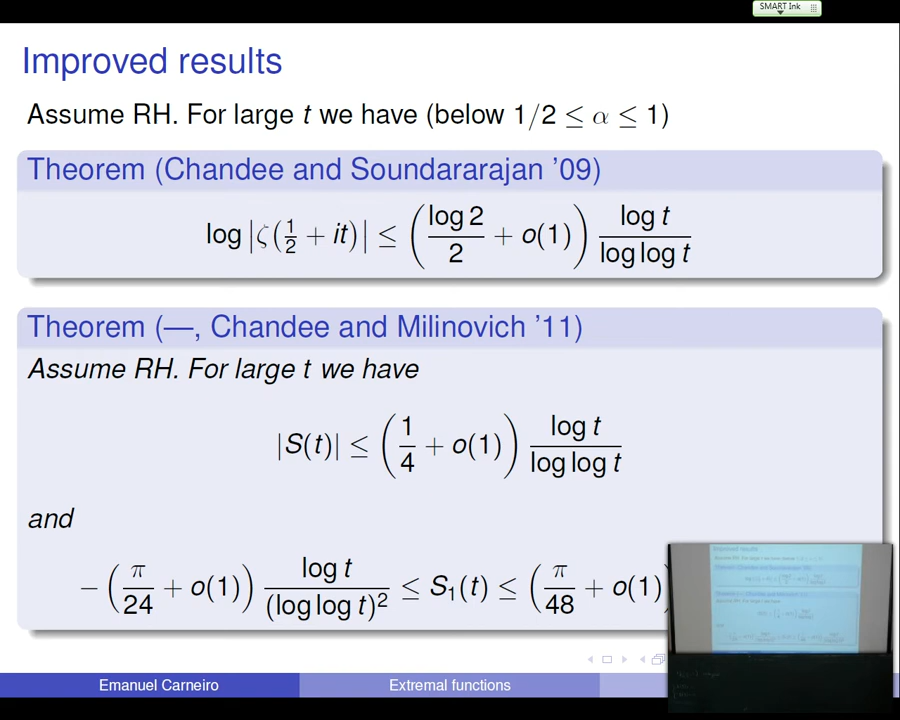 SMART Ink
Improved results
Assume RH. For large t we have (below 1/2 ≤ α ≤ 1)
Theorem (Chandee and Soundararajan '09)
log |ζ(1/2 + it)| ≤ (log 2/2 + o(1)) log t/log log t
Theorem (—, Chandee and Milinovich '11)
Assume RH. For large t we have
|S(t)| ≤ (1/4 + o(1)) log t/log log t
and
− (π/24 + o(1)) log t/(log log t)² ≤ S₁(t) ≤ (π/48 + o(1)
Emanuel Carneiro
Extremal functions